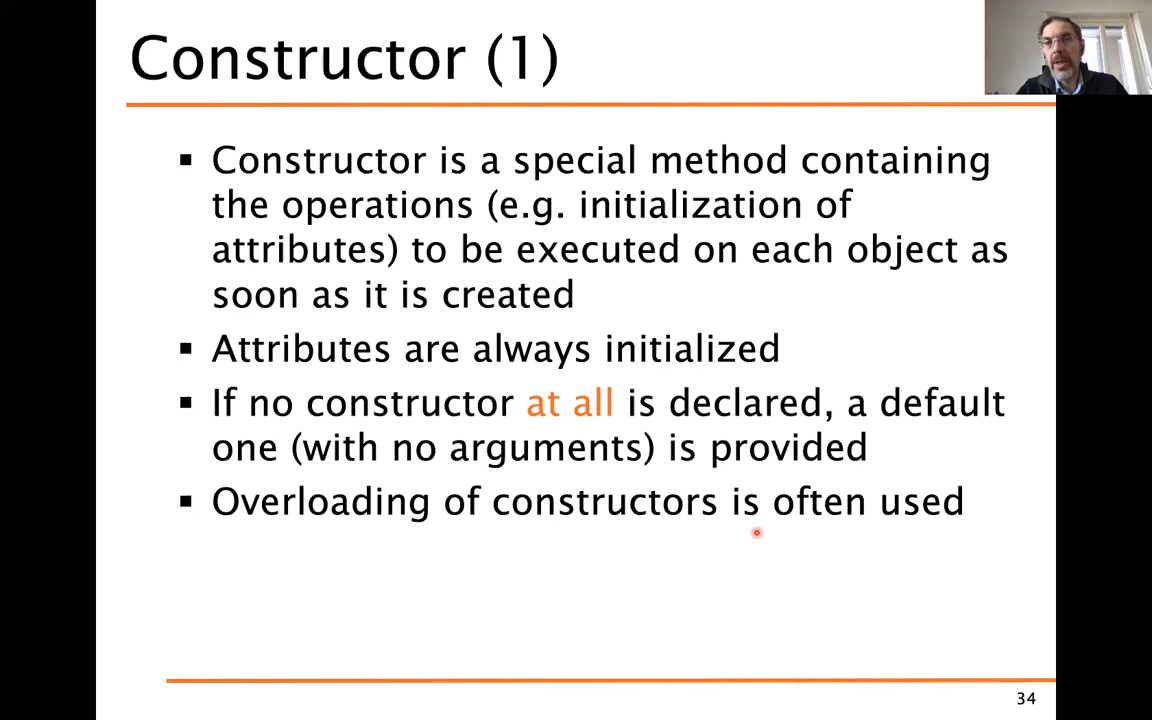 Constructor (1)
▪ Constructor is a special method containing
the operations (e.g. initialization of
attributes) to be executed on each object as
soon as it is created
▪ Attributes are always initialized
▪ If no constructor at all is declared, a default
one (with no arguments) is provided
▪ Overloading of constructors is often used
34